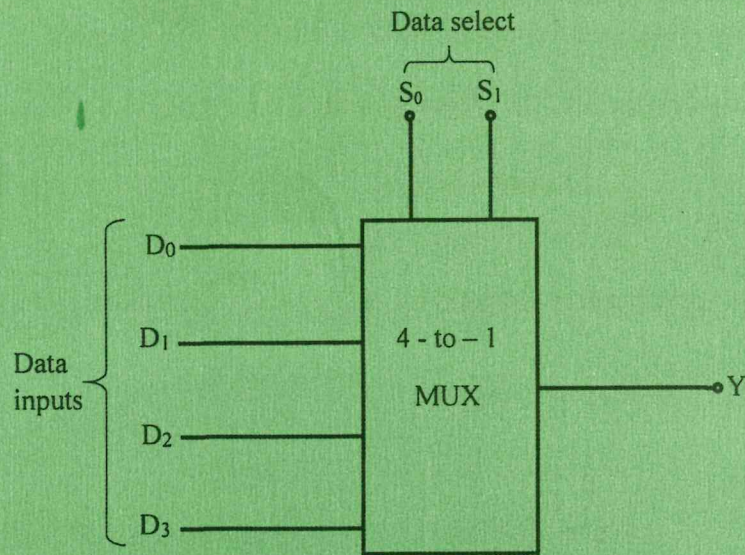 Data select
S₀ S₁
D₀
D₁
D₂
D₃
Data
inputs
4 - to – 1
MUX
Y